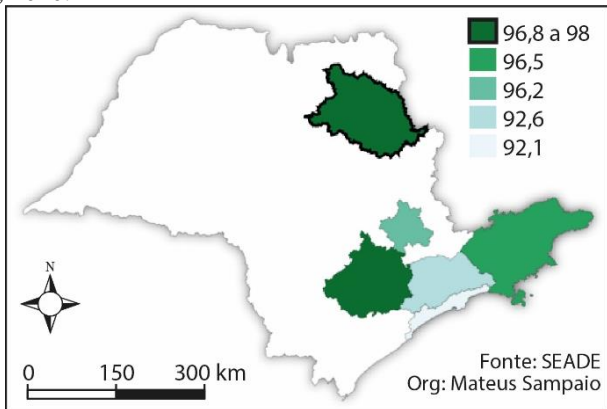 96,8 a 98
96,5
96,2
92,6
92,1
N
0 150 300 km
Fonte: SEADE
Org: Mateus Sampaio